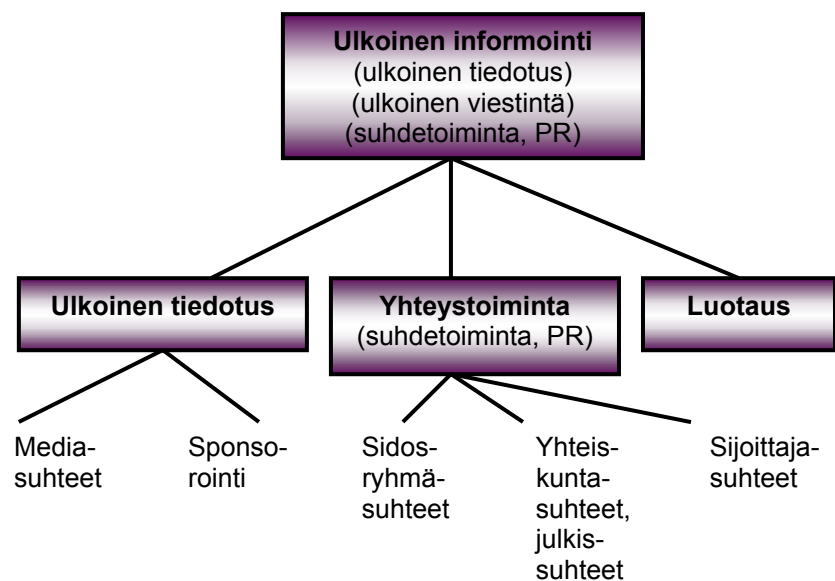 Ulkoinen informointi
(ulkoinen tiedotus)
(ulkoinen viestintä)
(suhdetoiminta, PR)
Ulkoinen tiedotus
Yhteystoiminta
(suhdetoiminta, PR)
Luotaus
Media-
suhteet
Sponso-
rointi
Sidos-
ryhmä-
suhteet
Yhteis-
kunta-
suhteet,
julkis-
suhteet
Sijoittaja-
suhteet